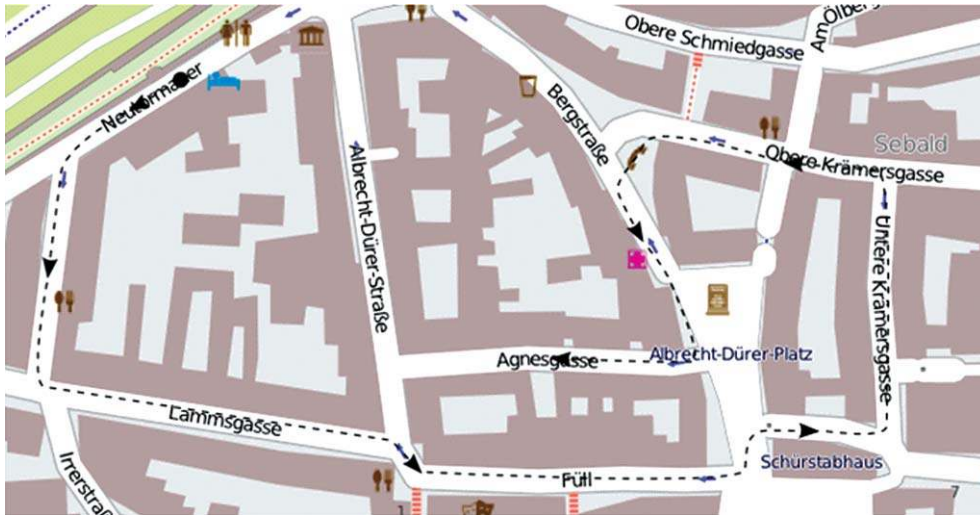 Obere Schmiedgasse
Am Ölberg
Neutormauer
Bergstraße
Sebald
Obere Krämersgasse
Albrecht-Dürer-Straße
Untere Krämersgasse
Agnesgasse
Albrecht-Dürer-Platz
Lammsgasse
Schürstabhaus
Irrerstraße
Füll
7
1